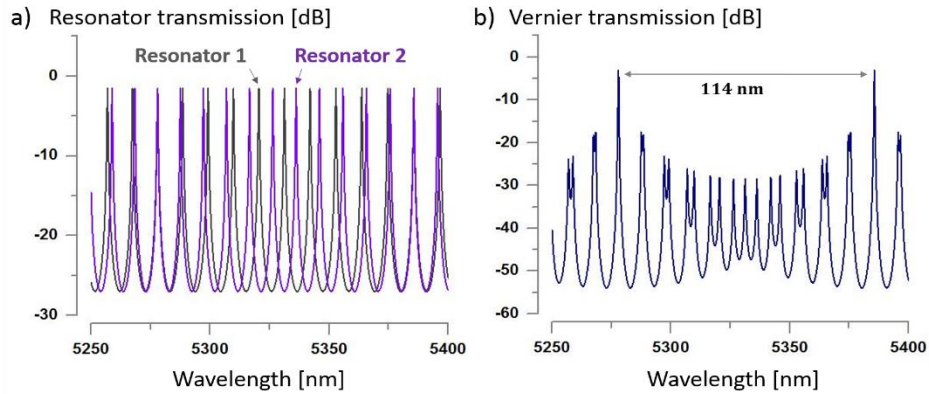 a) Resonator transmission [dB]
Resonator 1
Resonator 2
0
-10
-20
-30
5250
5300
5350
5400
Wavelength [nm]
b) Vernier transmission [dB]
114 nm
0
-10
-20
-30
-40
-50
-60
5250
5300
5350
5400
Wavelength [nm]